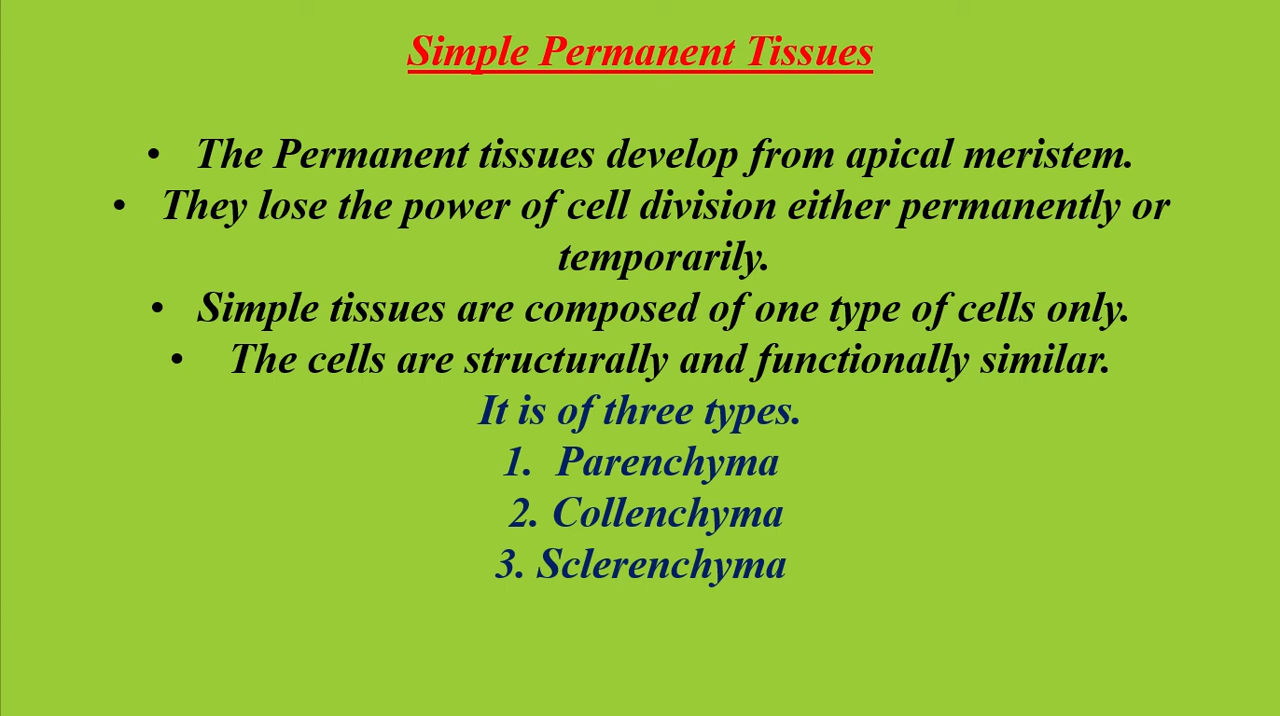 Simple Permanent Tissues
• The Permanent tissues develop from apical meristem.
• They lose the power of cell division either permanently or
temporarily.
• Simple tissues are composed of one type of cells only.
• The cells are structurally and functionally similar.
It is of three types.
1. Parenchyma
2. Collenchyma
3. Sclerenchyma